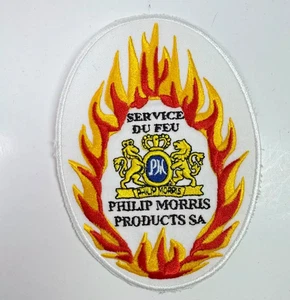 SERVICE
DU FEU
PM
PHILIP MORRIS
PHILIP MORRIS
PRODUCTS SA